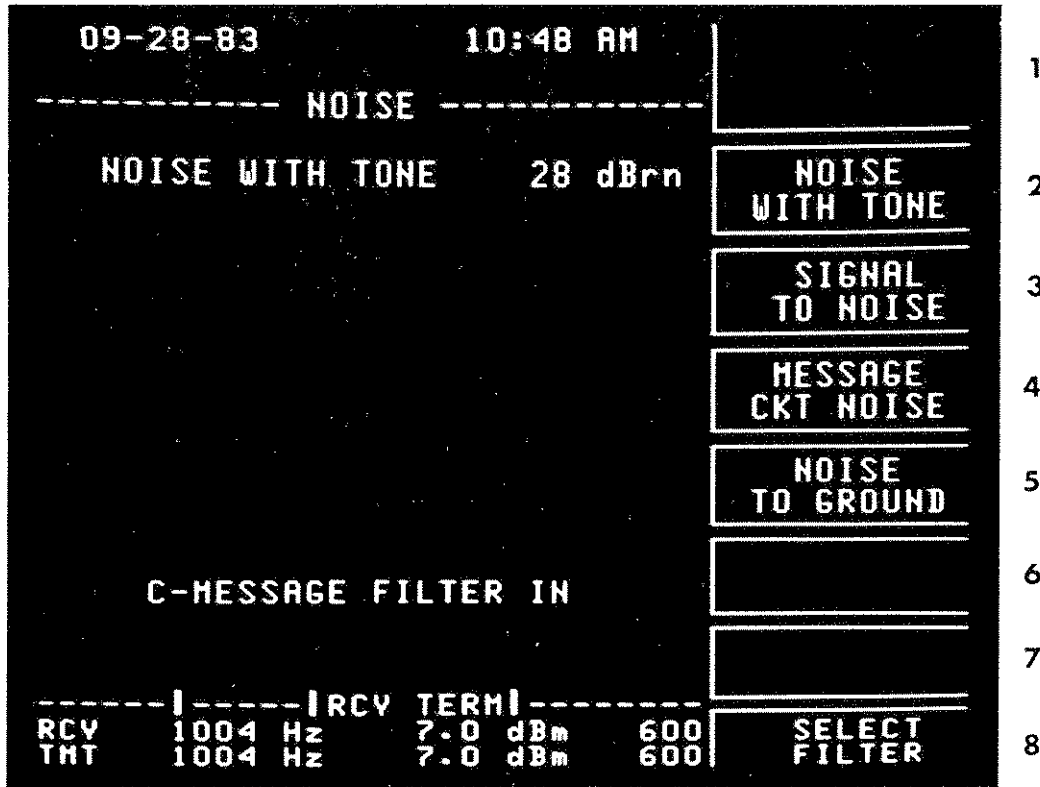 09-28-83 10:48 AM
----------- NOISE ------------
NOISE WITH TONE 28 dBrn
C-MESSAGE FILTER IN
------|-----|RCV TERM|---------
RCV 1004 Hz 7.0 dBm 600
TMT 1004 Hz 7.0 dBm 600
1
NOISE
WITH TONE
2
SIGNAL
TO NOISE
3
MESSAGE
CKT NOISE
4
NOISE
TO GROUND
5
6
7
SELECT
FILTER
8